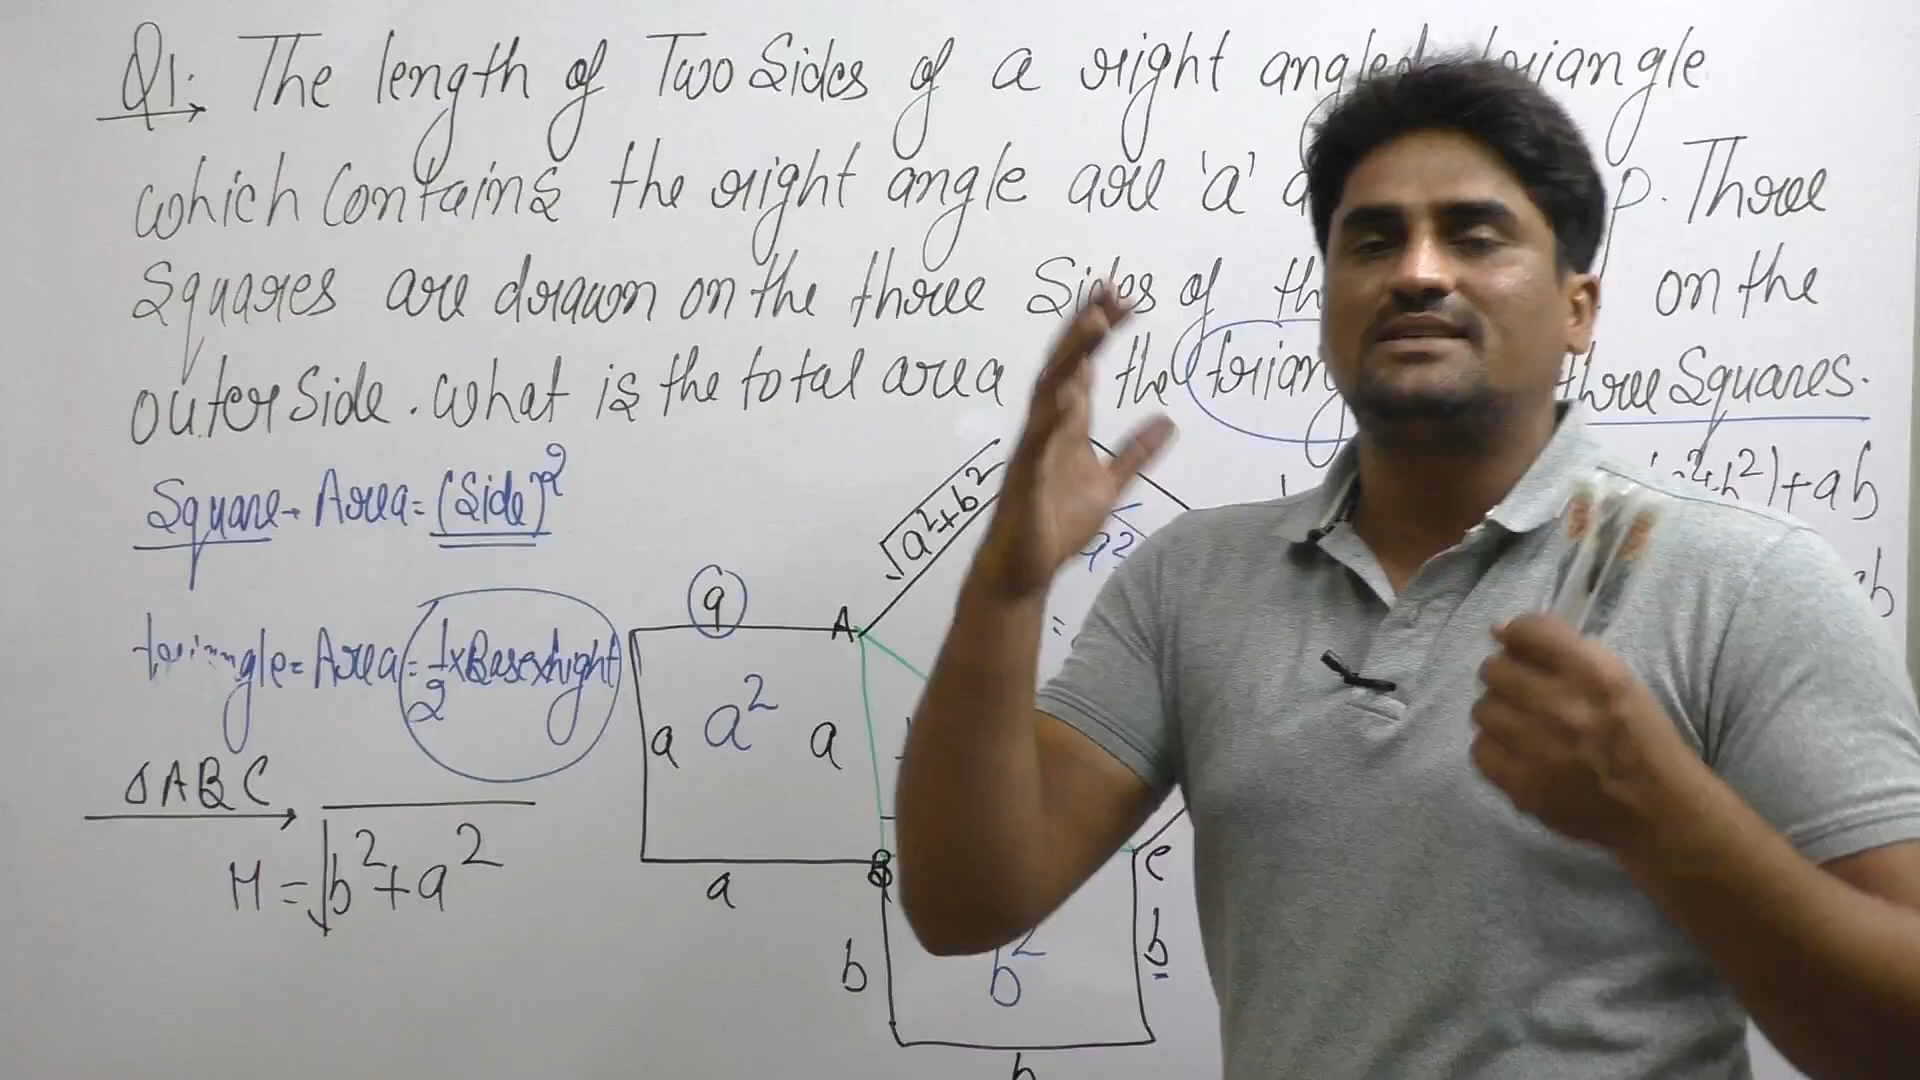 Q1. The length of Two Sides of a right angled triangle
which contains the right angle are 'a' p. Three
Squares are drawn on the three Sides of on the
outerside. what is the total area the three Squares.
Square → Area = (Side)²
√a²+b²
+ab
a
A
triangle = Area = 1/2 x Base x hight
a a² a
ΔABC
H = √b²+a²
B
C
a
b b² b
b